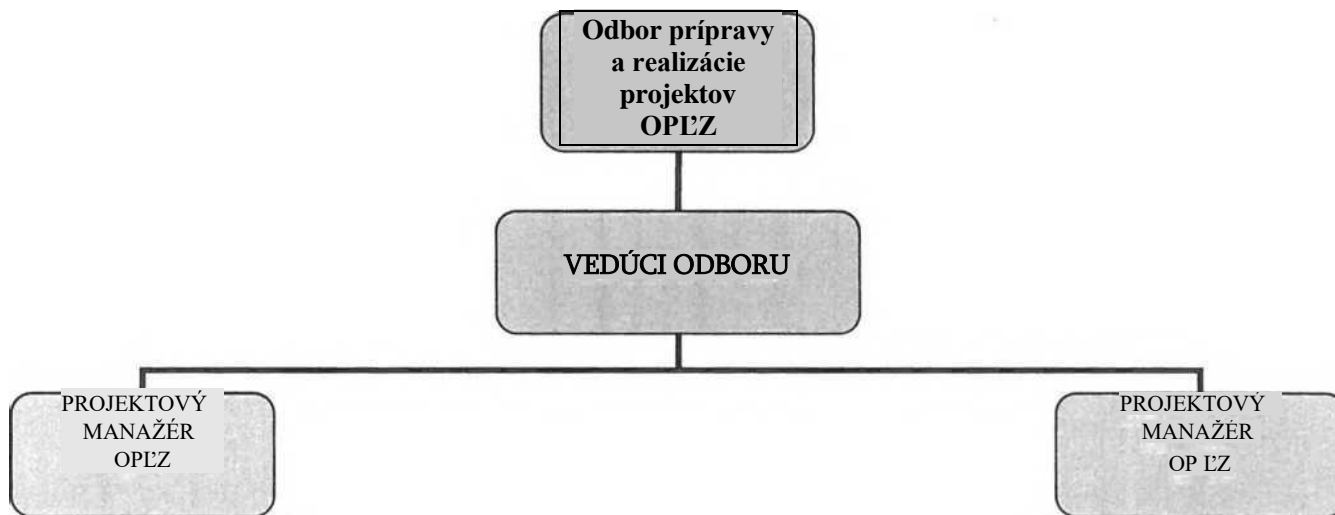 Odbor prípravy
a realizácie
projektov
OPĽZ
VEDÚCI ODBORU
PROJEKTOVÝ
MANAŽÉR
OPĽZ
PROJEKTOVÝ
MANAŽÉR
OP ĽZ